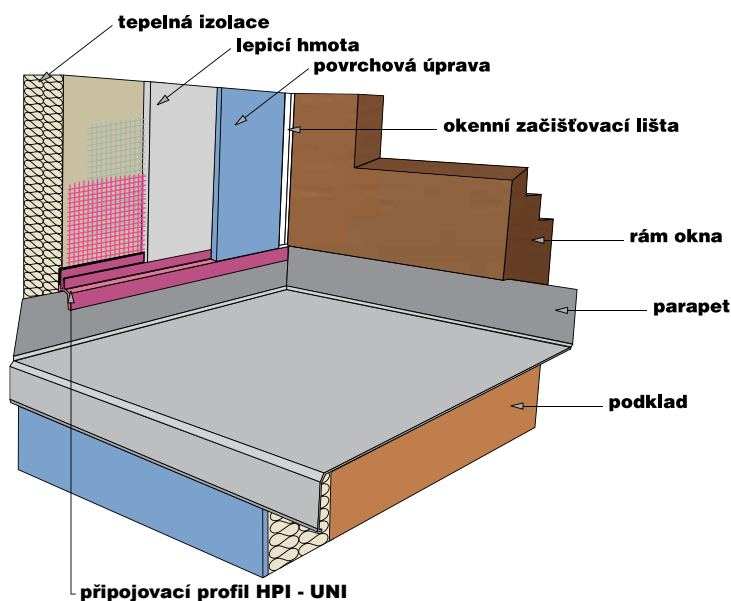 tepelná izolace
lepicí hmota
povrchová úprava
okenní začišťovací lišta
rám okna
parapet
podklad
připojovací profil HPI - UNI